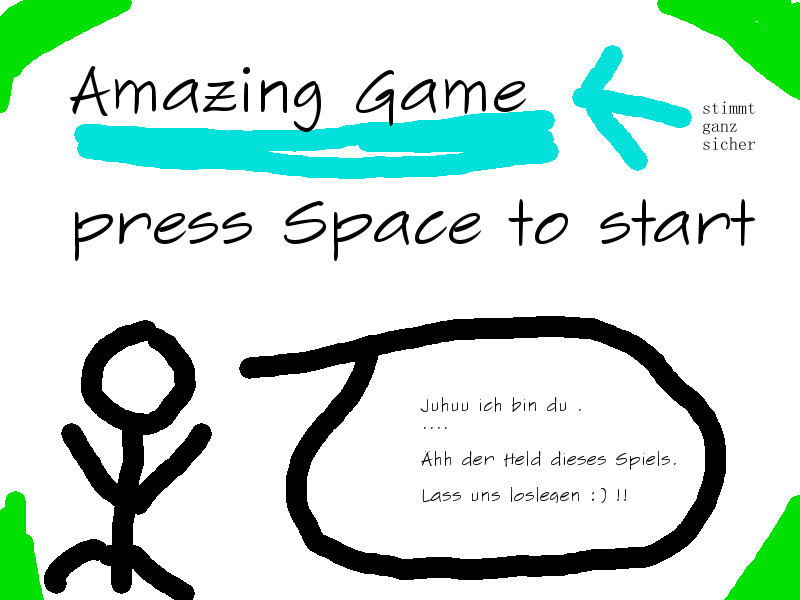 Amazing Game
stimmt
ganz
sicher
press Space to start
Juhuu ich bin du .
....
Ähh der Held dieses Spiels.
Lass uns loslegen :) !!